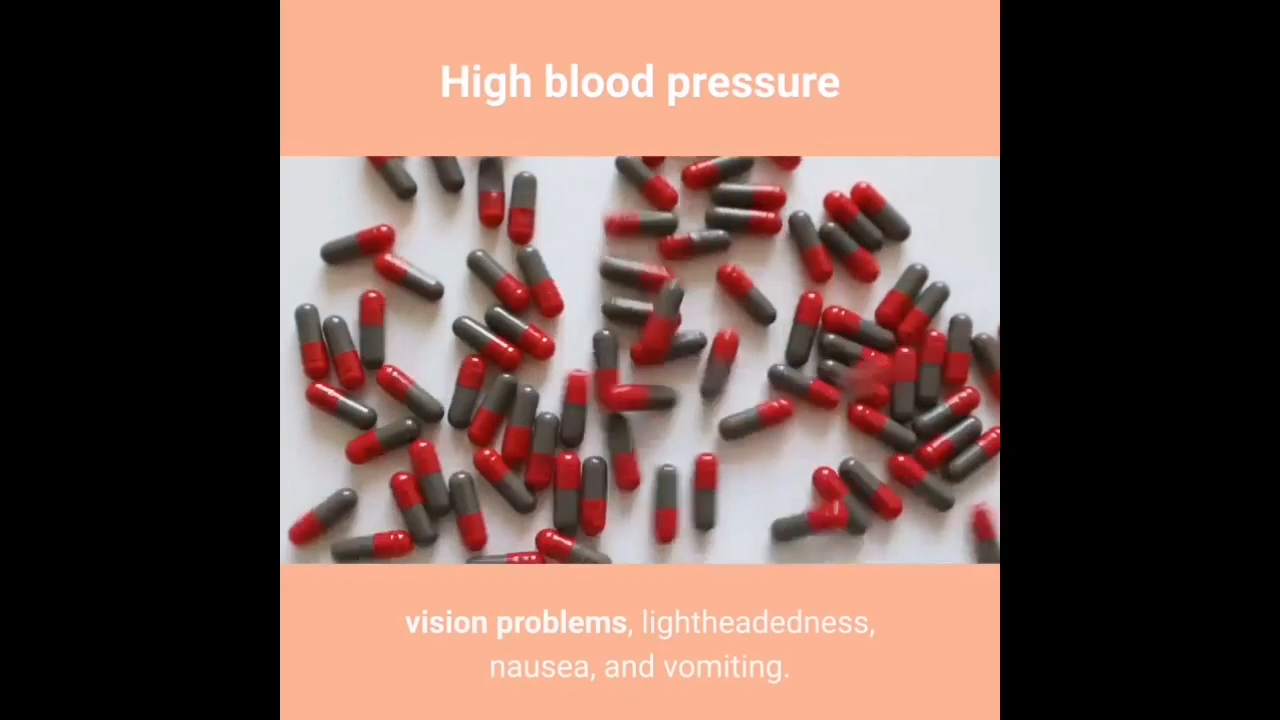 High blood pressure
vision problems, lightheadedness,
nausea, and vomiting.